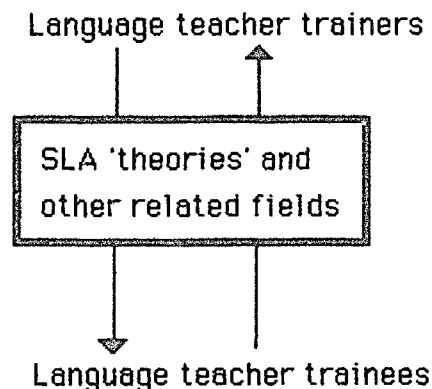 Language teacher trainers
SLA 'theories' and
other related fields
Language teacher trainees